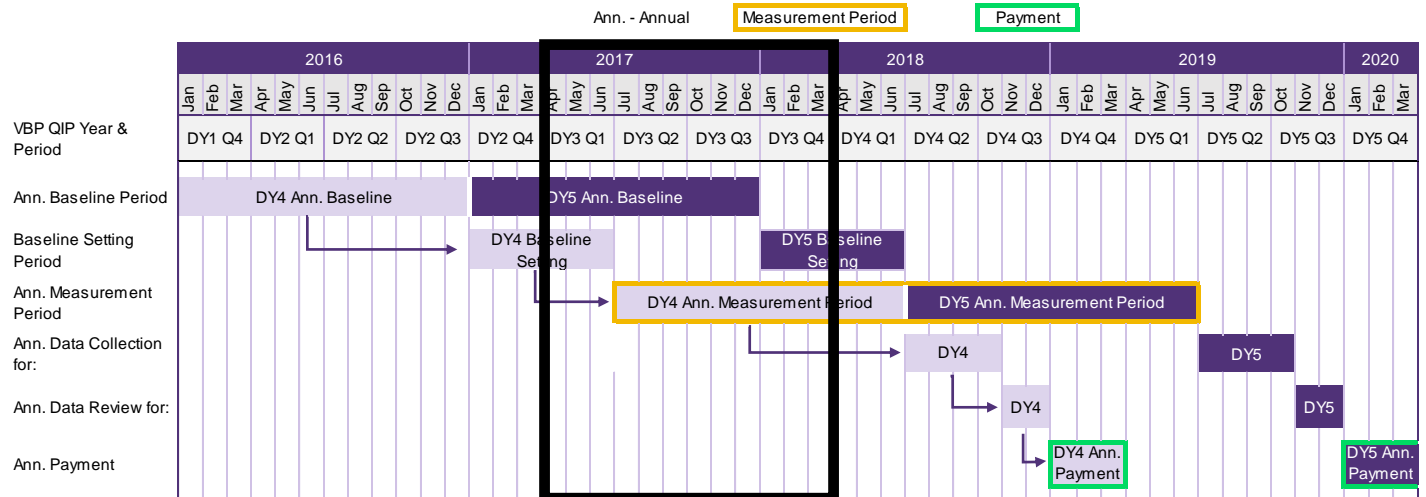 Ann. - Annual Measurement Period Payment
2016 2017 2018 2019 2020
Jan Feb Mar Apr May Jun Jul Aug Sep Oct Nov Dec Jan Feb Mar Apr May Jun Jul Aug Sep Oct Nov Dec Jan Feb Mar Apr May Jun Jul Aug Sep Oct Nov Dec Jan Feb Mar Apr May Jun Jul Aug Sep Oct Nov Dec Jan Feb Mar
VBP QIP Year &
Period
DY1 Q4 DY2 Q1 DY2 Q2 DY2 Q3 DY2 Q4 DY3 Q1 DY3 Q2 DY3 Q3 DY3 Q4 DY4 Q1 DY4 Q2 DY4 Q3 DY4 Q4 DY5 Q1 DY5 Q2 DY5 Q3 DY5 Q4
Ann. Baseline Period DY4 Ann. Baseline DY5 Ann. Baseline
Baseline Setting
Period
DY4 Baseline
Setting
DY5 Baseline
Setting
Ann. Measurement
Period
DY4 Ann. Measurement Period DY5 Ann. Measurement Period
Ann. Data Collection
for:
DY4 DY5
Ann. Data Review for: DY4 DY5
Ann. Payment
DY4 Ann.
Payment
DY5 Ann.
Payment